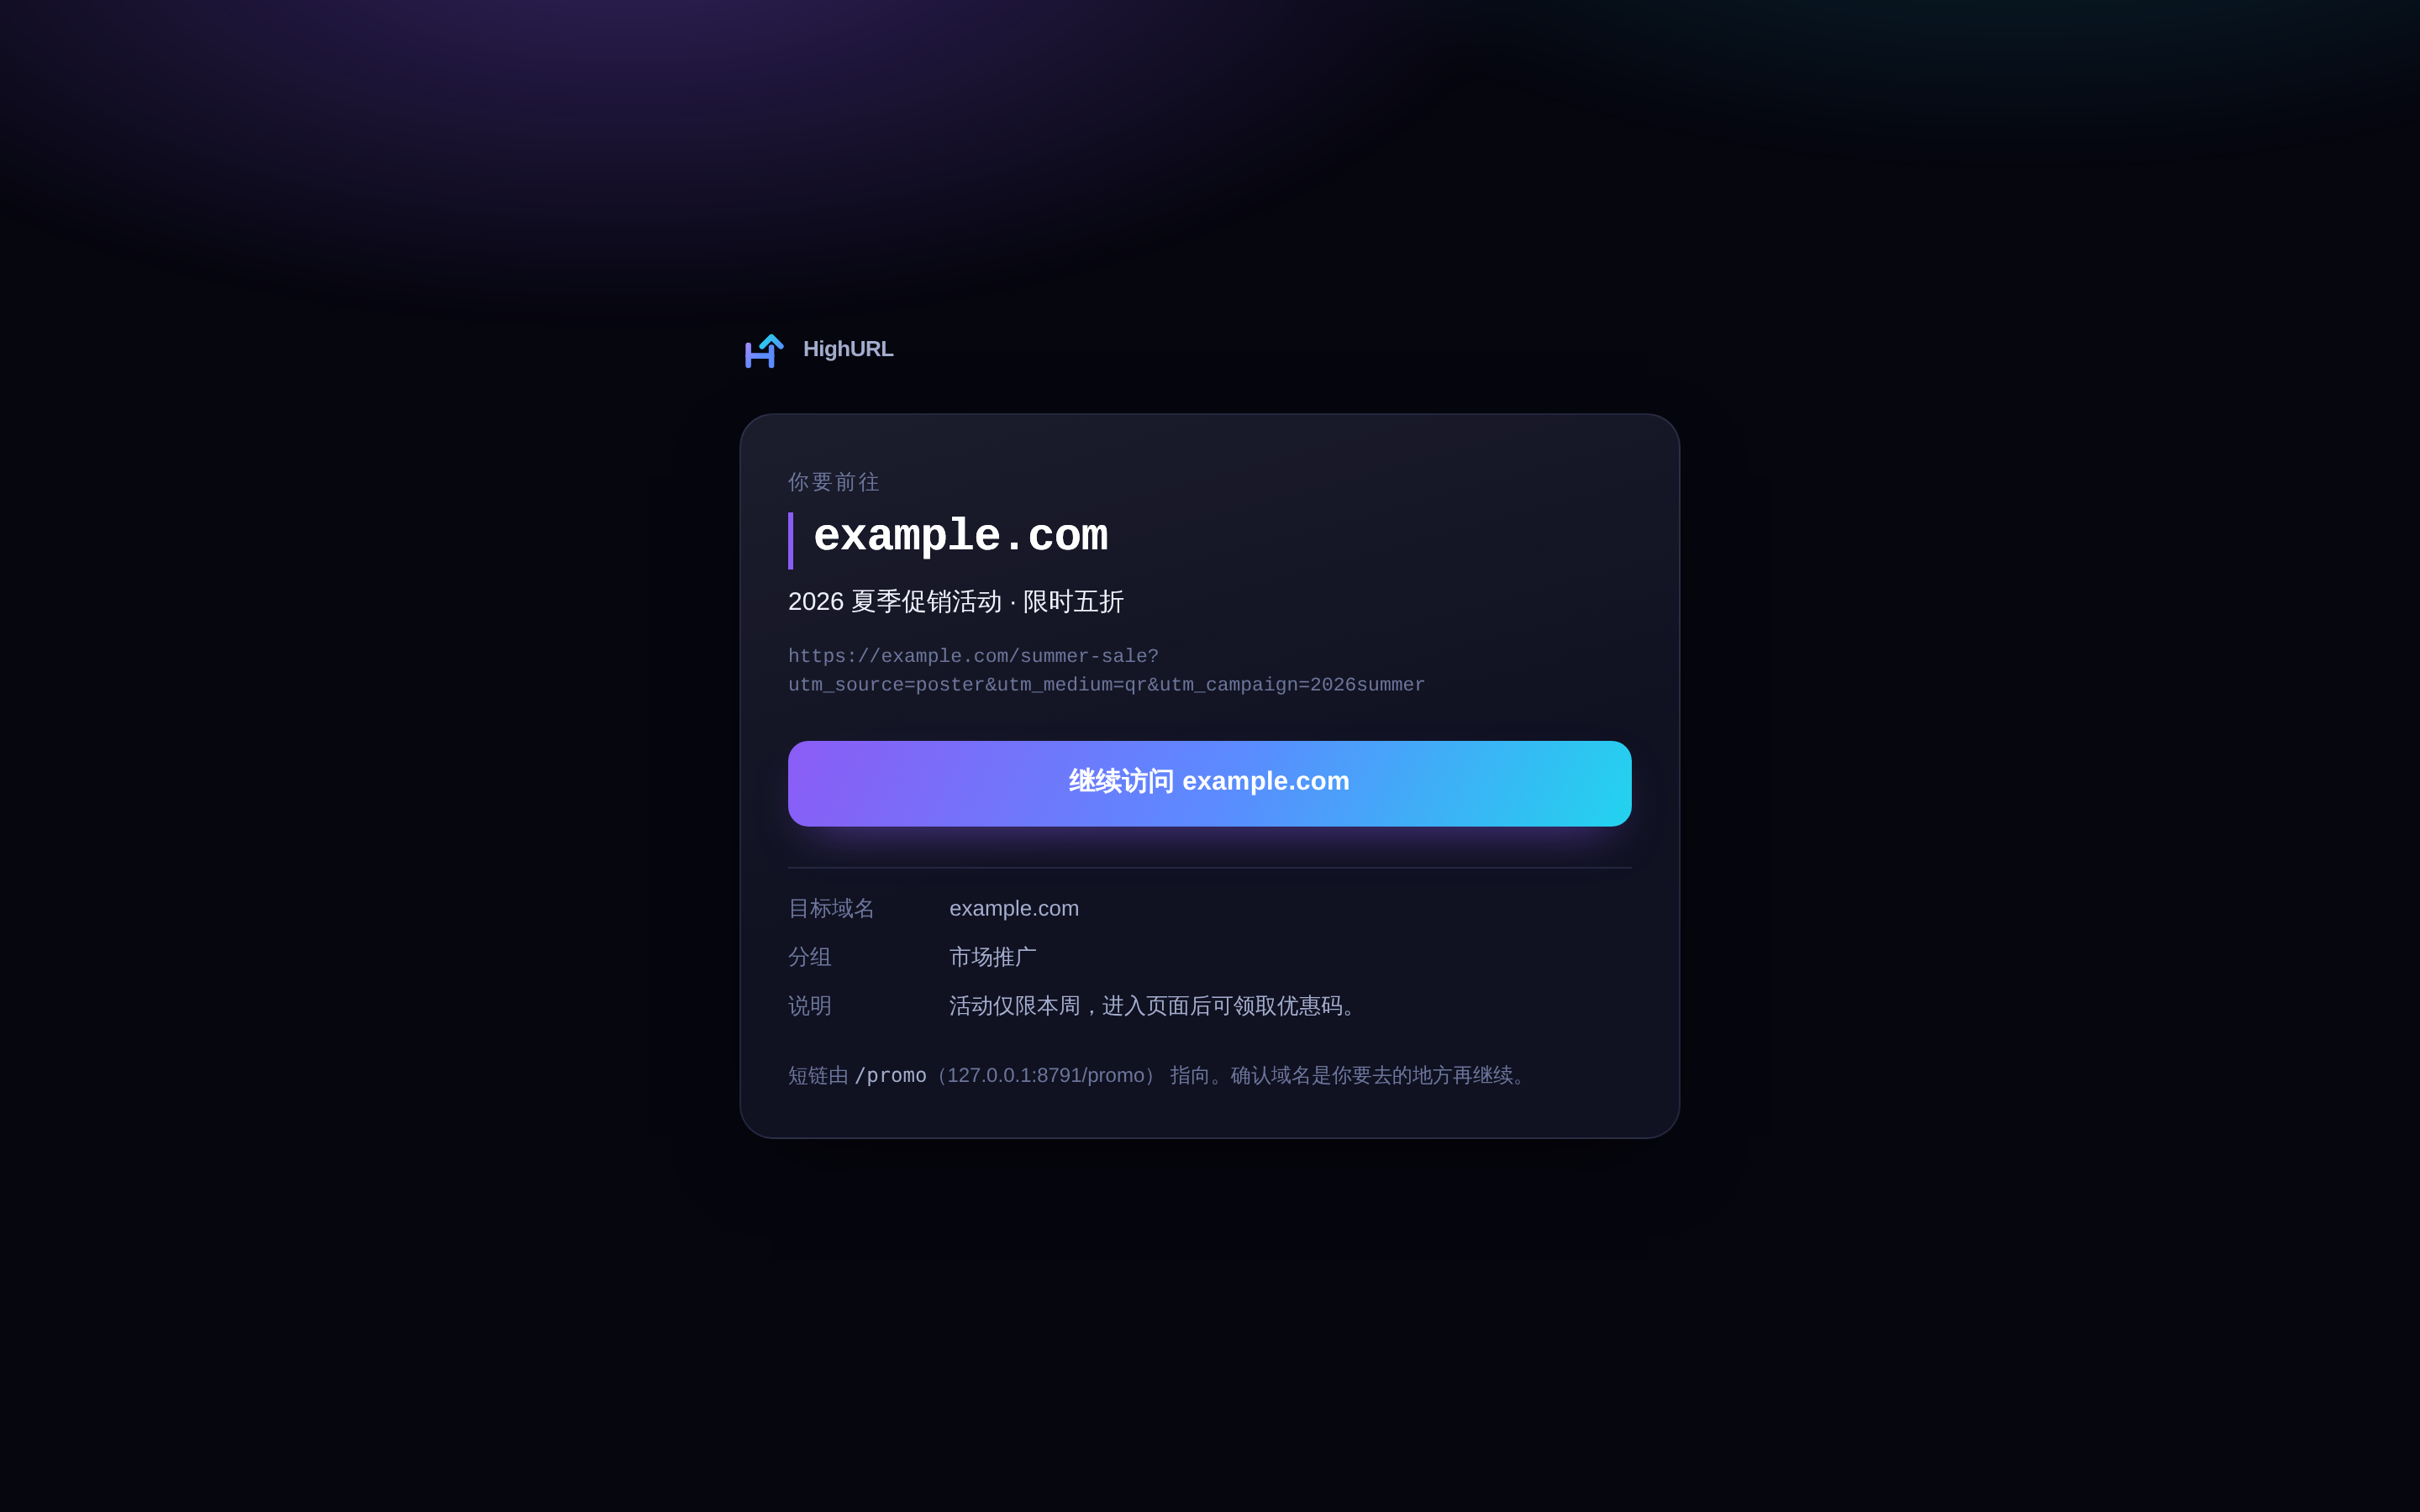 HighURL
你要前往
example.com
2026 夏季促销活动 · 限时五折
https://example.com/summer-sale?
utm_source=poster&utm_medium=qr&utm_campaign=2026summer
继续访问 example.com
目标域名 example.com
分组 市场推广
说明 活动仅限本周，进入页面后可领取优惠码。
短链由 /promo（127.0.0.1:8791/promo） 指向。确认域名是你要去的地方再继续。